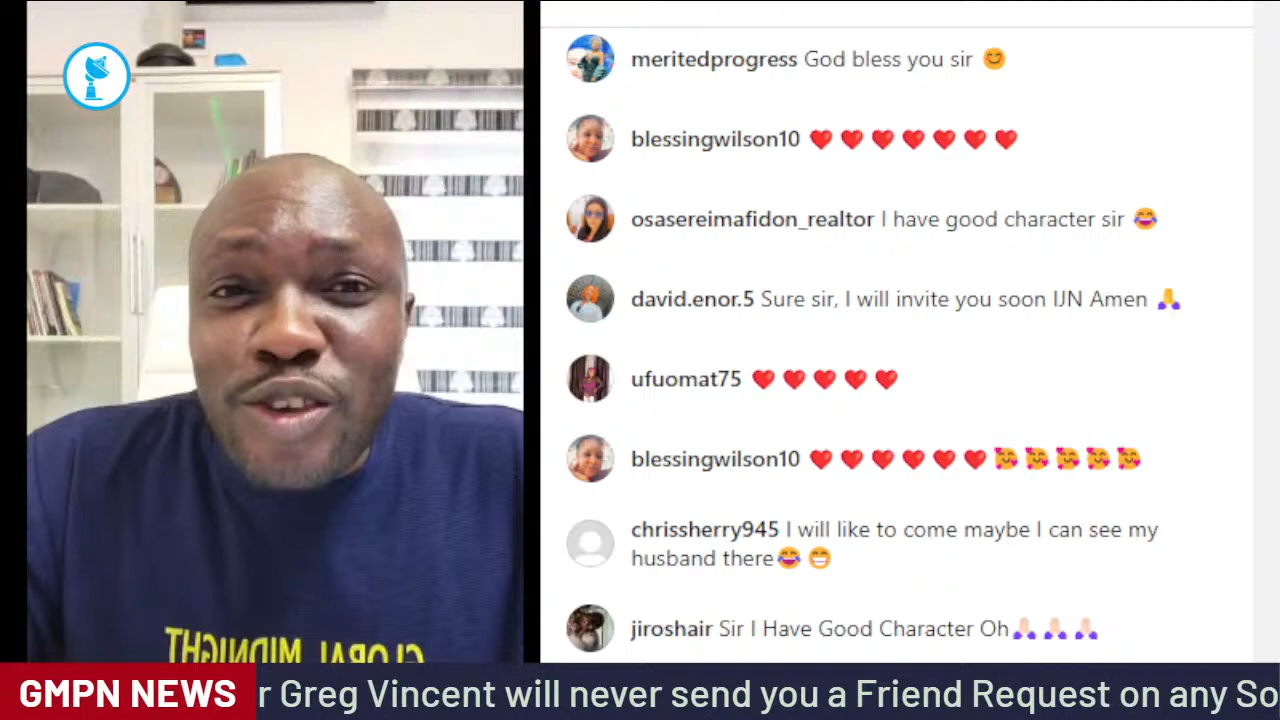 meritedprogress God bless you sir 😊
blessingwilson10 ❤️❤️❤️❤️❤️❤️❤️
osasereimafidon_realtor I have good character sir 😂
david.enor.5 Sure sir, I will invite you soon IJN Amen 🙏
ufuomat75 ❤️❤️❤️❤️❤️
blessingwilson10 ❤️❤️❤️❤️❤️❤️🥰🥰🥰🥰🥰
chrissherry945 I will like to come maybe I can see my
husband there😂😁
jiroshair Sir I Have Good Character Oh🙏🏻🙏🏻🙏🏻
GLOBAL MIDNIGHT
GMPN NEWS r Greg Vincent will never send you a Friend Request on any So